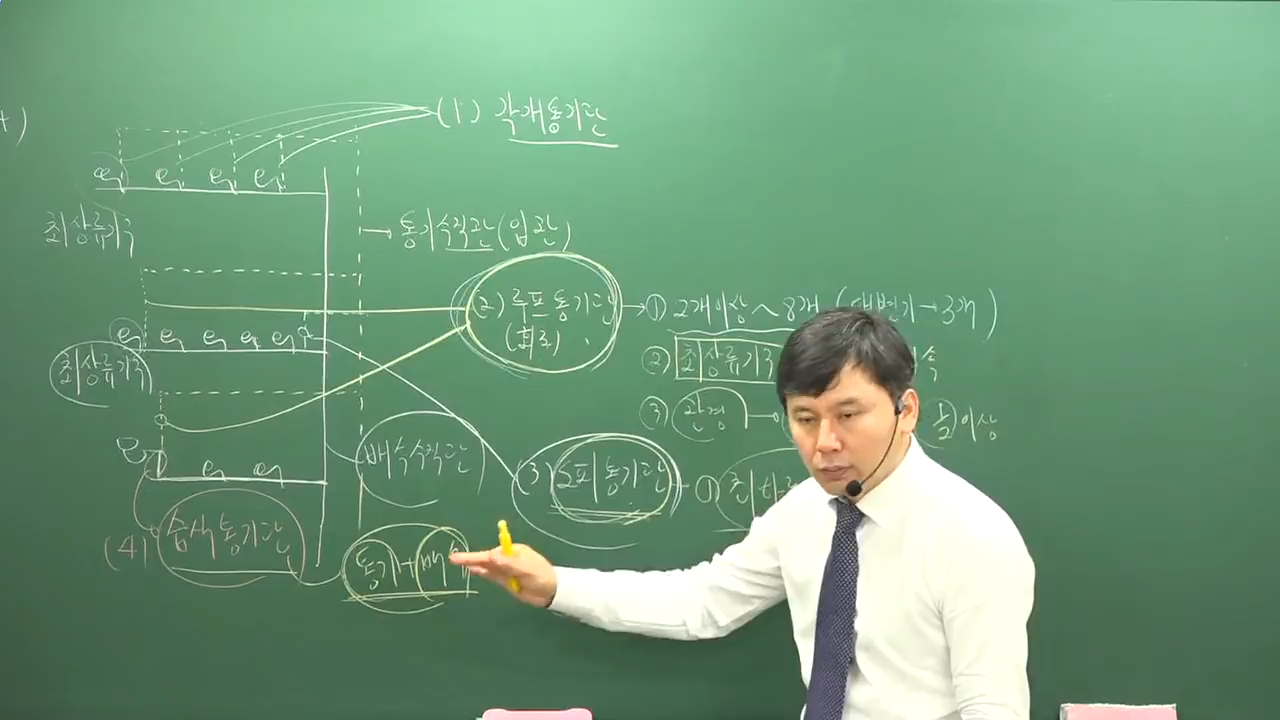 (1) 각개통기관
최상류기구
통기수직관(입관)
(2) 루프통기관 → ① 2개이상 ~ 8개 (대변기 → 3개)
(회로)
② 최상류기구
최상류기구
③ 관경 → 1/2 이상
배수수직관
(3) 도피통기관 ①
(4) 습식통기관
통기+배수